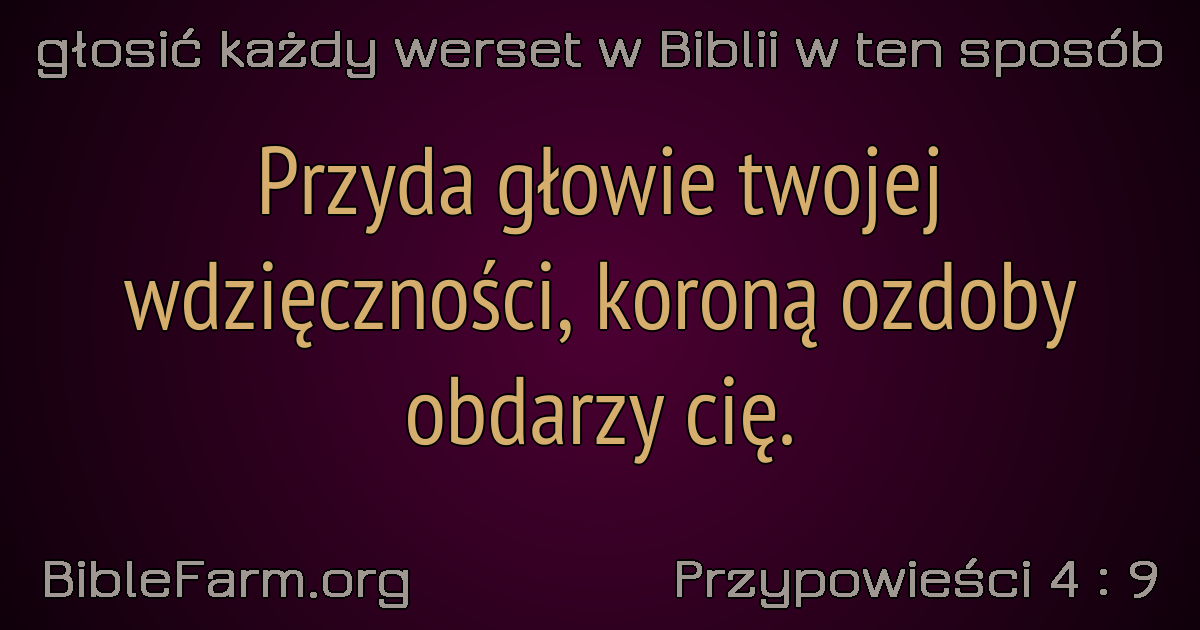 głosić każdy werset w Biblii w ten sposób
Przyda głowie twojej
wdzięczności, koroną ozdoby
obdarzy cię.
BibleFarm.org
Przypowieści 4 : 9